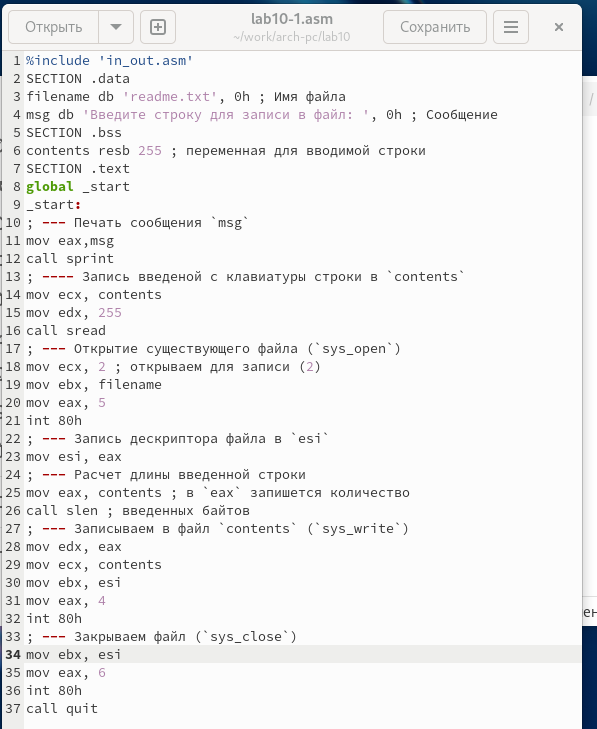 Открыть
lab10-1.asm
~/work/arch-pc/lab10
Сохранить
1 %include 'in_out.asm'
2 SECTION .data
3 filename db 'readme.txt', 0h ; Имя файла
4 msg db 'Введите строку для записи в файл: ', 0h ; Сообщение
5 SECTION .bss
6 contents resb 255 ; переменная для вводимой строки
7 SECTION .text
8 global _start
9 _start:
10 ; --- Печать сообщения `msg`
11 mov eax,msg
12 call sprint
13 ; ---- Запись введеной с клавиатуры строки в `contents`
14 mov ecx, contents
15 mov edx, 255
16 call sread
17 ; --- Открытие существующего файла (`sys_open`)
18 mov ecx, 2 ; открываем для записи (2)
19 mov ebx, filename
20 mov eax, 5
21 int 80h
22 ; --- Запись дескриптора файла в `esi`
23 mov esi, eax
24 ; --- Расчет длины введенной строки
25 mov eax, contents ; в `eax` запишется количество
26 call slen ; введенных байтов
27 ; --- Записываем в файл `contents` (`sys_write`)
28 mov edx, eax
29 mov ecx, contents
30 mov ebx, esi
31 mov eax, 4
32 int 80h
33 ; --- Закрываем файл (`sys_close`)
34 mov ebx, esi
35 mov eax, 6
36 int 80h
37 call quit